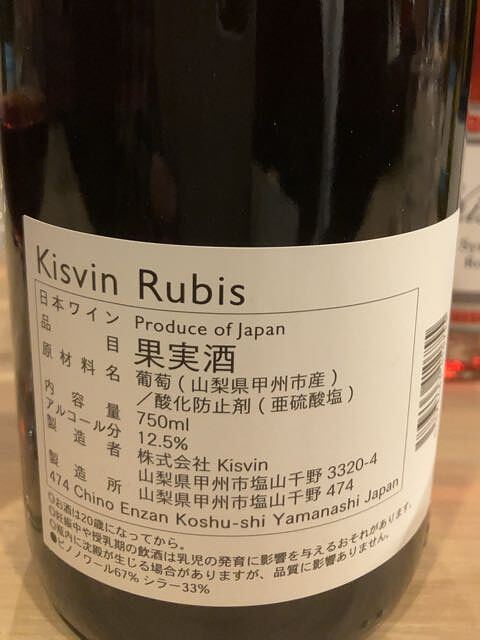 Kisvin Rubis
日本ワイン Produce of Japan
品目 果実酒
原材料名 葡萄(山梨県甲州市産)
／酸化防止剤(亜硫酸塩)
内容量 750ml
アルコール分 12.5%
製造者 株式会社 Kisvin
山梨県甲州市塩山千野 3320-4
製造所 山梨県甲州市塩山千野 474
474 Chino Enzan Koshu-shi Yamanashi Japan
●お酒は20歳になってから。
●妊娠中や授乳期の飲酒は乳児の発育に影響を与えるおそれがあります。
●瓶内に沈殿が生じる場合がありますが、品質に影響ありません。
●ピノノワール67% シラー33%